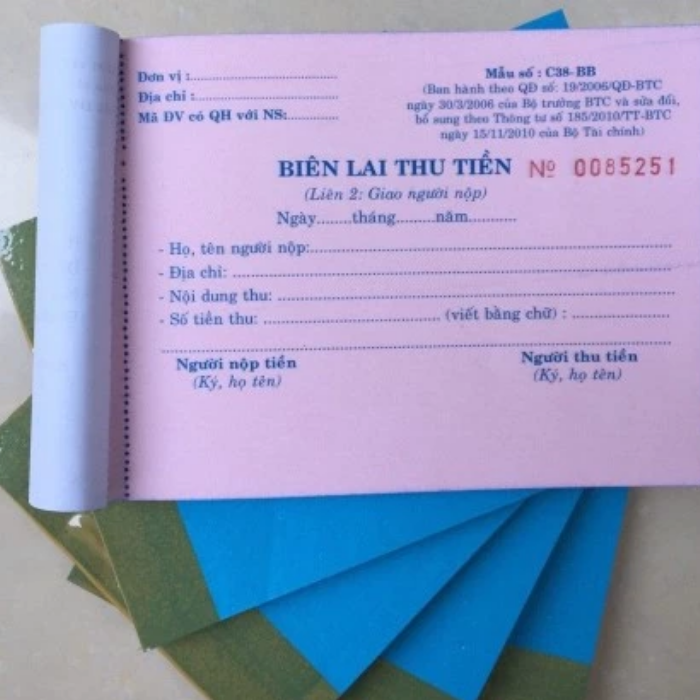 Đơn vị :..............................
Địa chỉ :..............................
Mã ĐV có QH với NS:............
Mẫu số : C38-BB
(Ban hành theo QĐ số: 19/2006/QĐ-BTC
ngày 30/3/2006 của Bộ trưởng BTC và sửa đổi,
bổ sung theo Thông tư số 185/2010/TT-BTC
ngày 15/11/2010 của Bộ Tài chính)
BIÊN LAI THU TIỀN Nº 0085251
(Liên 2: Giao người nộp)
Ngày........tháng.........năm...........
- Họ, tên người nộp:..............................
- Địa chỉ: ..............................
- Nội dung thu: ..............................
- Số tiền thu: .............................. (viết bằng chữ) : ....................
..............................
Người nộp tiền
(Ký, họ tên)
Người thu tiền
(Ký, họ tên)